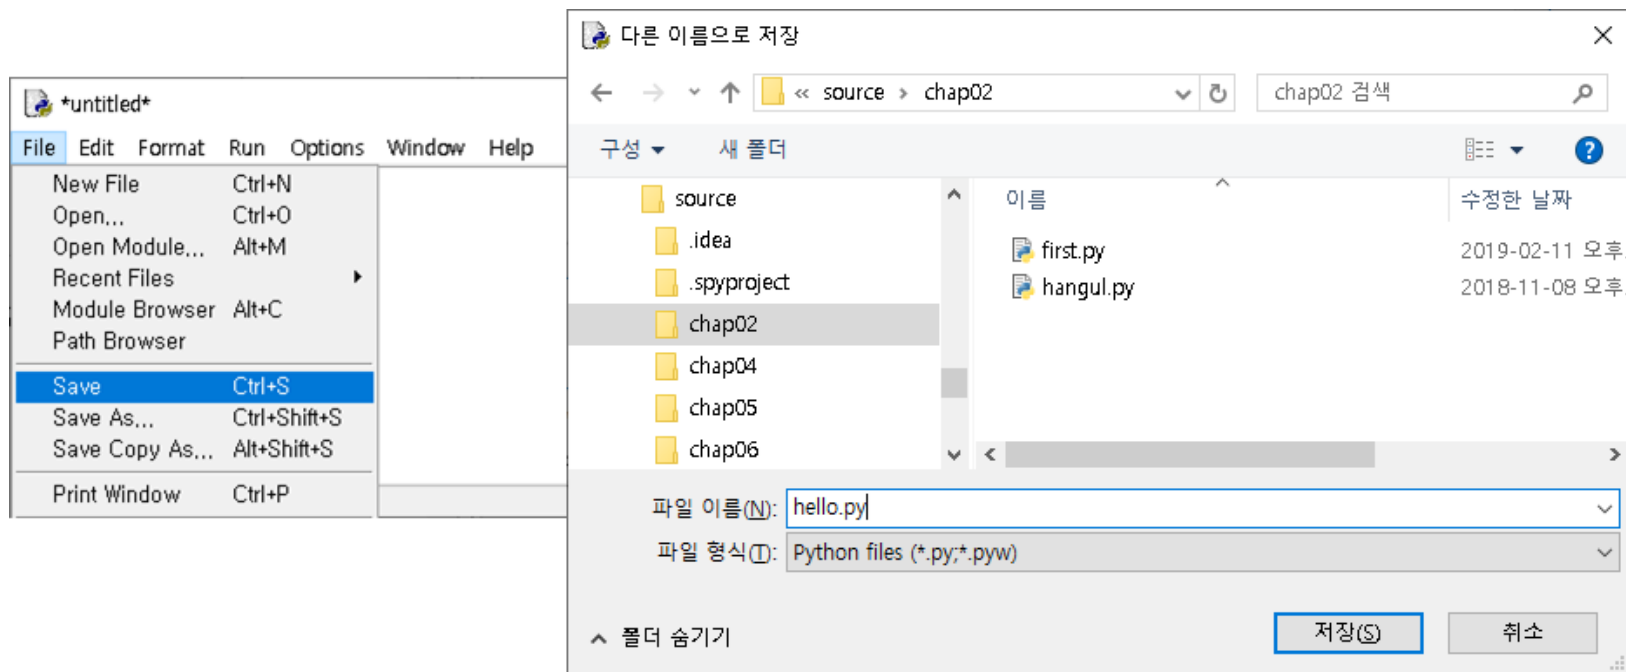 *untitled*
File Edit Format Run Options Window Help
New File Ctrl+N
Open... Ctrl+O
Open Module... Alt+M
Recent Files
Module Browser Alt+C
Path Browser
Save Ctrl+S
Save As... Ctrl+Shift+S
Save Copy As... Alt+Shift+S
Print Window Ctrl+P
다른 이름으로 저장
« source > chap02
chap02 검색
구성 새 폴더
source
.idea
.spyproject
chap02
chap04
chap05
chap06
이름 수정한 날짜
first.py 2019-02-11 오후
hangul.py 2018-11-08 오후
파일 이름(N): hello.py
파일 형식(T): Python files (*.py;*.pyw)
폴더 숨기기
저장(S) 취소